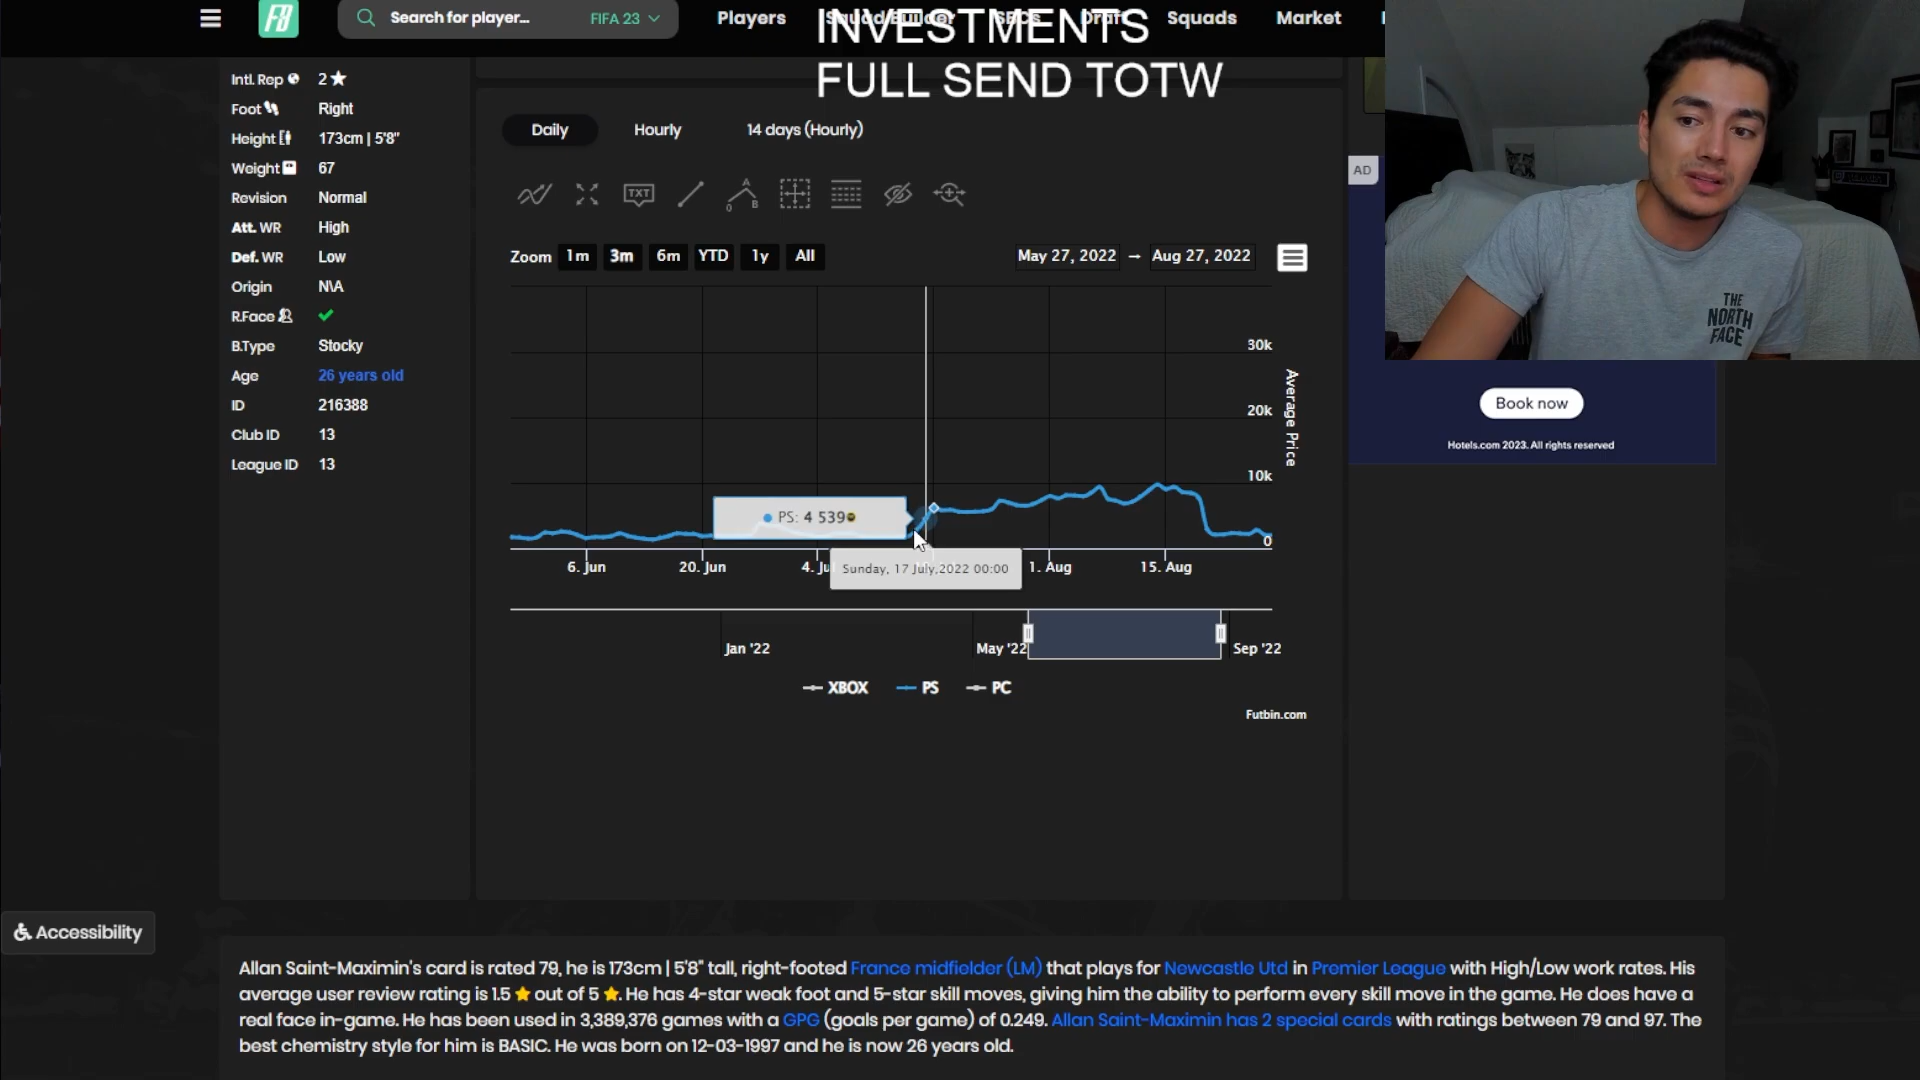 Search for player...
FIFA 23
Players
Squad Builder
SBCs
Draft
Squads
Market
INVESTMENTS
FULL SEND TOTW
Intl. Rep 2
Foot Right
Height 173cm | 5'8"
Weight 67
Revision Normal
Att. WR High
Def. WR Low
Origin N\A
R.Face
B.Type Stocky
Age 26 years old
ID 216388
Club ID 13
League ID 13
Daily
Hourly
14 days (Hourly)
TXT
A
0 B
Zoom 1m 3m 6m YTD 1y All
May 27, 2022 → Aug 27, 2022
30k
20k
10k
0
Average Price
PS: 4 539
6. Jun
20. Jun
4. Ju
Sunday, 17 July,2022 00:00
1. Aug
15. Aug
Jan '22
May '22
Sep '22
XBOX
PS
PC
Futbin.com
AD
THE
NORTH
FACE
Book now
Hotels.com 2023. All rights reserved
Accessibility
Allan Saint-Maximin's card is rated 79, he is 173cm | 5'8" tall, right-footed France midfielder (LM) that plays for Newcastle Utd in Premier League with High/Low work rates. His
average user review rating is 1.5 ⭐ out of 5 ⭐. He has 4-star weak foot and 5-star skill moves, giving him the ability to perform every skill move in the game. He does have a
real face in-game. He has been used in 3,389,376 games with a GPG (goals per game) of 0.249. Allan Saint-Maximin has 2 special cards with ratings between 79 and 97. The
best chemistry style for him is BASIC. He was born on 12-03-1997 and he is now 26 years old.